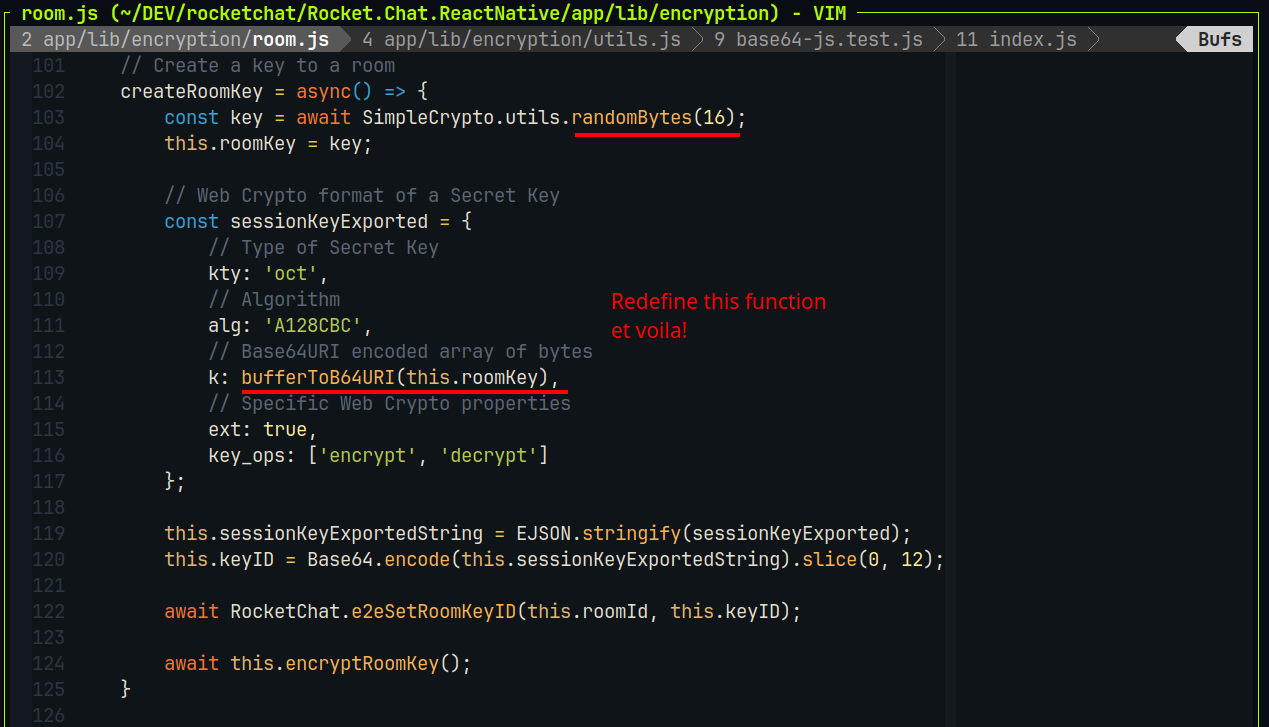 room.js (~/DEV/rocketchat/Rocket.Chat.ReactNative/app/lib/encryption) - VIM
2 app/lib/encryption/room.js 4 app/lib/encryption/utils.js 9 base64-js.test.js 11 index.js Bufs
101 // Create a key to a room
102 createRoomKey = async() => {
103 const key = await SimpleCrypto.utils.randomBytes(16);
104 this.roomKey = key;
105
106 // Web Crypto format of a Secret Key
107 const sessionKeyExported = {
108 // Type of Secret Key
109 kty: 'oct',
110 // Algorithm
Redefine this function
111 alg: 'A128CBC',
et voila!
112 // Base64URI encoded array of bytes
113 k: bufferToB64URI(this.roomKey),
114 // Specific Web Crypto properties
115 ext: true,
116 key_ops: ['encrypt', 'decrypt']
117 };
118
119 this.sessionKeyExportedString = EJSON.stringify(sessionKeyExported);
120 this.keyID = Base64.encode(this.sessionKeyExportedString).slice(0, 12);
121
122 await RocketChat.e2eSetRoomKeyID(this.roomId, this.keyID);
123
124 await this.encryptRoomKey();
125 }
126